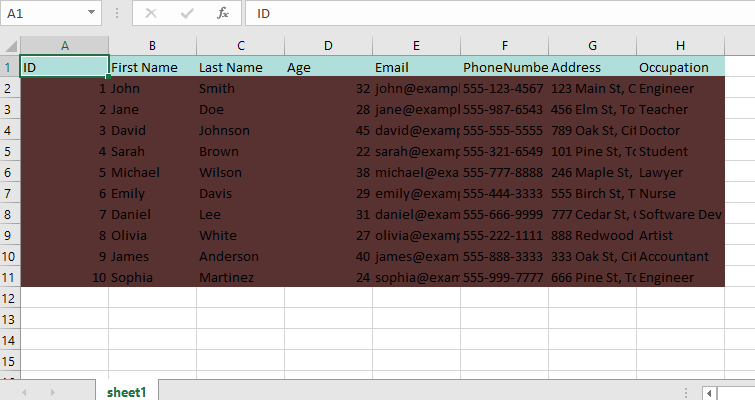 A1 fx ID
A B C D E F G H
1 ID First Name Last Name Age Email PhoneNumbe Address Occupation
2 1 John Smith 32 john@exampl 555-123-4567 123 Main St, C Engineer
3 2 Jane Doe 28 jane@exampl 555-987-6543 456 Elm St, To Teacher
4 3 David Johnson 45 david@examp 555-555-5555 789 Oak St, Cit Doctor
5 4 Sarah Brown 22 sarah@examp 555-321-6549 101 Pine St, To Student
6 5 Michael Wilson 38 michael@exa 555-777-8888 246 Maple St, Lawyer
7 6 Emily Davis 29 emily@examp 555-444-3333 555 Birch St, T Nurse
8 7 Daniel Lee 31 daniel@exam 555-666-9999 777 Cedar St, Software Dev
9 8 Olivia White 27 olivia@exam 555-222-1111 888 Redwood Artist
10 9 James Anderson 40 james@exam 555-888-3333 333 Oak St, Cit Accountant
11 10 Sophia Martinez 24 sophia@exam 555-999-7777 666 Pine St, To Engineer
12
13
14
15
sheet1